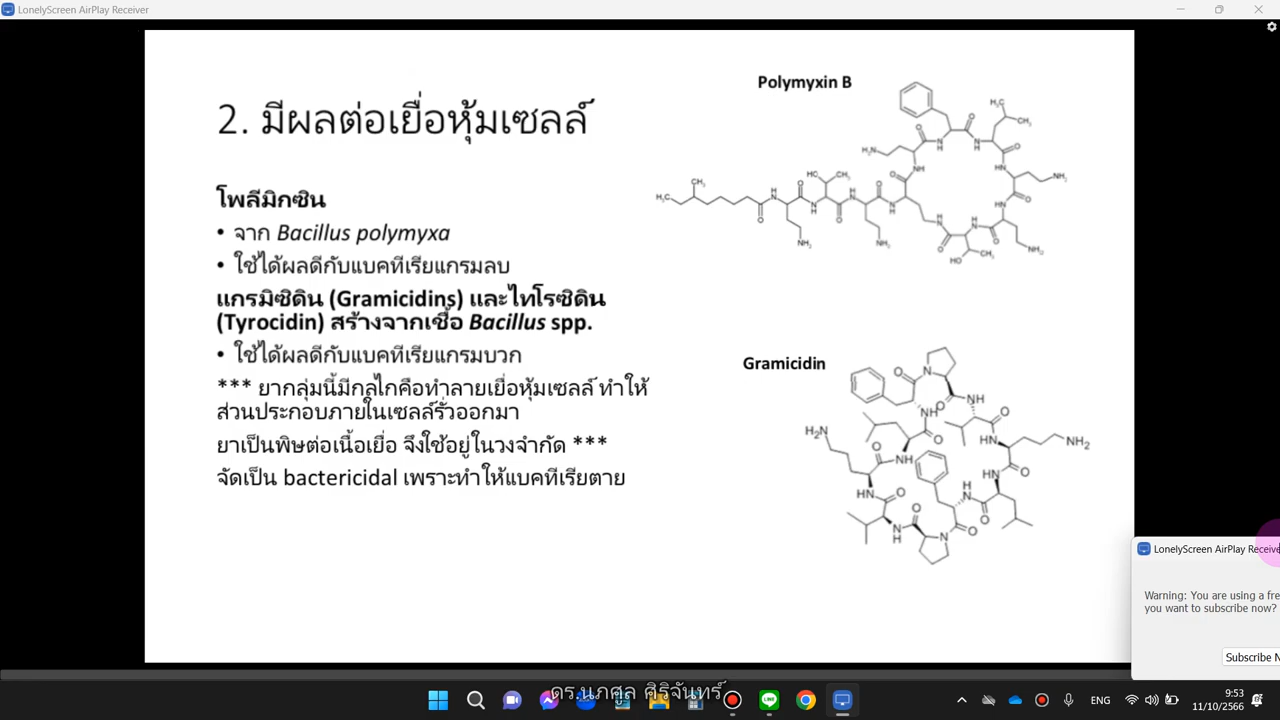 LonelyScreen AirPlay Receiver
2. มีผลต่อเยื่อหุ้มเซลล์
โพลีมิกซิน
• จาก Bacillus polymyxa
• ใช้ได้ผลดีกับแบคทีเรียแกรมลบ
แกรมิซิดิน (Gramicidins) และไทโรซิดิน
(Tyrocidin) สร้างจากเชื้อ Bacillus spp.
• ใช้ได้ผลดีกับแบคทีเรียแกรมบวก
*** ยากลุ่มนี้มีกลไกคือทำลายเยื่อหุ้มเซลล์ ทำให้
ส่วนประกอบภายในเซลล์รั่วออกมา
ยาเป็นพิษต่อเนื้อเยื่อ จึงใช้อยู่ในวงจำกัด ***
จัดเป็น bactericidal เพราะทำให้แบคทีเรียตาย
Polymyxin B
Gramicidin
LonelyScreen AirPlay Receive
Warning: You are using a fre
you want to subscribe now?
Subscribe N
ดร.นภศูล ศิริจันทร์
ENG
9:53
11/10/2566